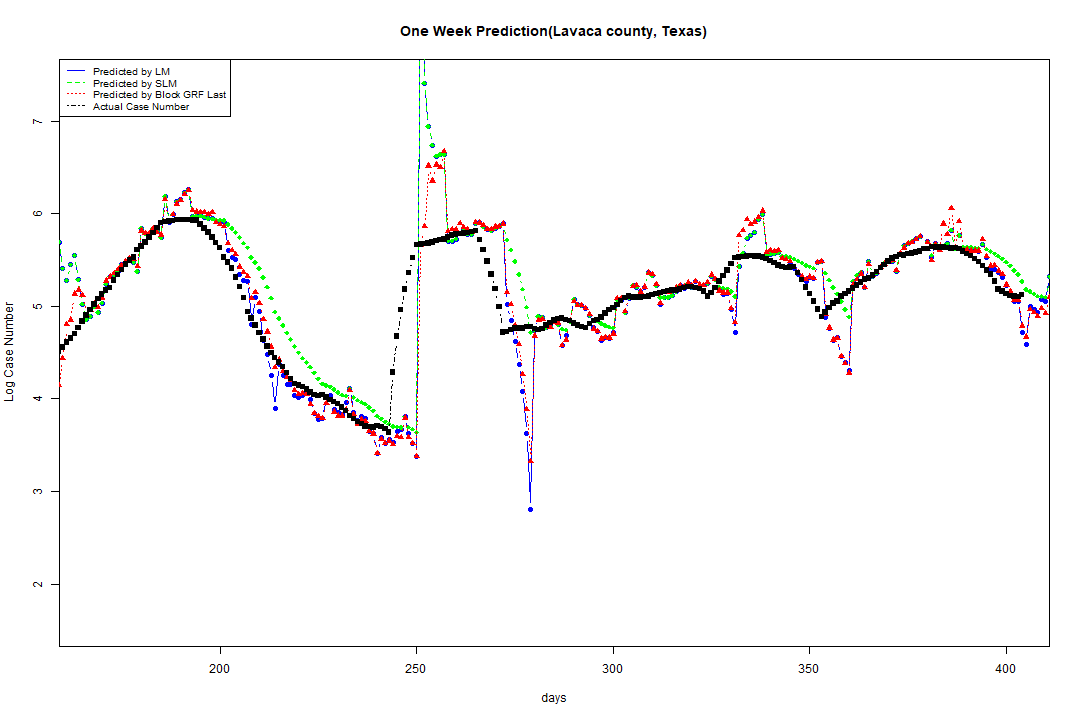 One Week Prediction(Lavaca county, Texas)
Predicted by LM
Predicted by SLM
Predicted by Block GRF Last
Actual Case Number
7
6
5
4
3
2
Log Case Number
200 250 300 350 400
days